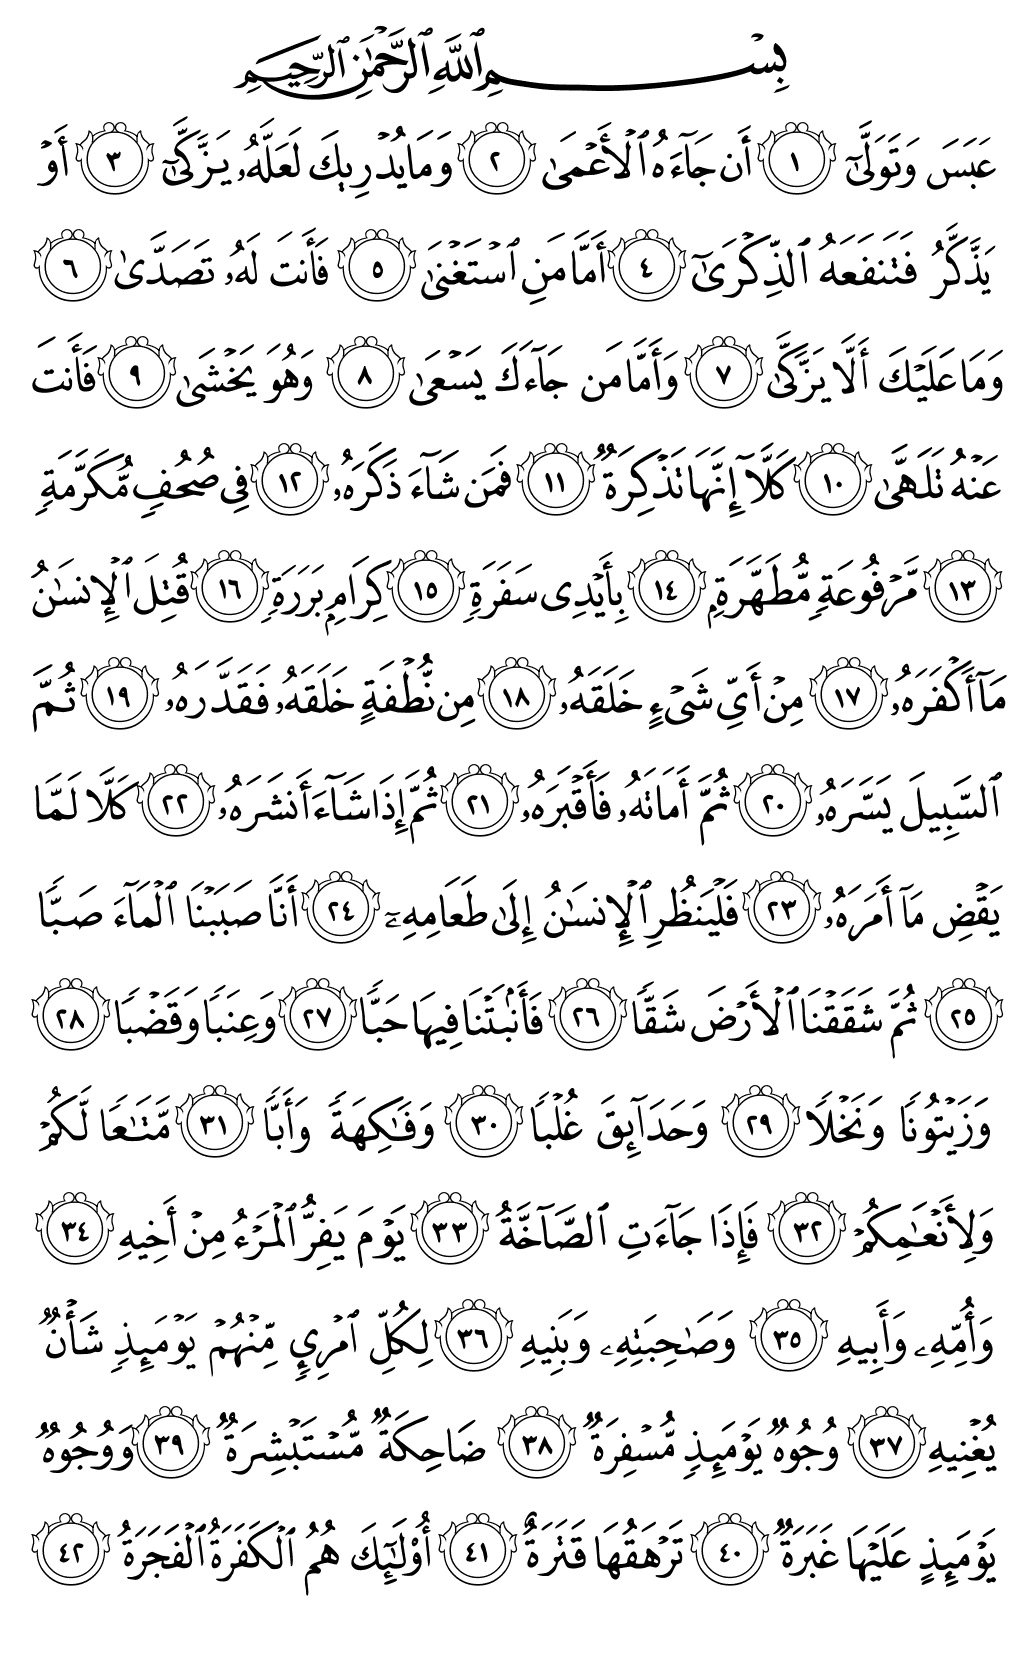 بِسْمِ ٱللَّهِ ٱلرَّحْمَٰنِ ٱلرَّحِيمِ
عَبَسَ وَتَوَلَّىٰٓ ١ أَن جَآءَهُ ٱلْأَعْمَىٰ ٢ وَمَا يُدْرِيكَ لَعَلَّهُۥ يَزَّكَّىٰٓ ٣ أَوْ
يَذَّكَّرُ فَتَنفَعَهُ ٱلذِّكْرَىٰٓ ٤ أَمَّا مَنِ ٱسْتَغْنَىٰ ٥ فَأَنتَ لَهُۥ تَصَدَّىٰ ٦
وَمَا عَلَيْكَ أَلَّا يَزَّكَّىٰ ٧ وَأَمَّا مَن جَآءَكَ يَسْعَىٰ ٨ وَهُوَ يَخْشَىٰ ٩ فَأَنتَ
عَنْهُ تَلَهَّىٰ ١٠ كَلَّآ إِنَّهَا تَذْكِرَةٌ ١١ فَمَن شَآءَ ذَكَرَهُۥ ١٢ فِى صُحُفٍ مُّكَرَّمَةٍ
١٣ مَّرْفُوعَةٍ مُّطَهَّرَةٍۭ ١٤ بِأَيْدِى سَفَرَةٍ ١٥ كِرَامٍۭ بَرَرَةٍ ١٦ قُتِلَ ٱلْإِنسَٰنُ
مَآ أَكْفَرَهُۥ ١٧ مِنْ أَىِّ شَىْءٍ خَلَقَهُۥ ١٨ مِن نُّطْفَةٍ خَلَقَهُۥ فَقَدَّرَهُۥ ١٩ ثُمَّ
ٱلسَّبِيلَ يَسَّرَهُۥ ٢٠ ثُمَّ أَمَاتَهُۥ فَأَقْبَرَهُۥ ٢١ ثُمَّ إِذَا شَآءَ أَنشَرَهُۥ ٢٢ كَلَّا لَمَّا
يَقْضِ مَآ أَمَرَهُۥ ٢٣ فَلْيَنظُرِ ٱلْإِنسَٰنُ إِلَىٰ طَعَامِهِۦٓ ٢٤ أَنَّا صَبَبْنَا ٱلْمَآءَ صَبًّا
٢٥ ثُمَّ شَقَقْنَا ٱلْأَرْضَ شَقًّا ٢٦ فَأَنۢبَتْنَا فِيهَا حَبًّا ٢٧ وَعِنَبًا وَقَضْبًا ٢٨
وَزَيْتُونًا وَنَخْلًا ٢٩ وَحَدَآئِقَ غُلْبًا ٣٠ وَفَٰكِهَةً وَأَبًّا ٣١ مَّتَٰعًا لَّكُمْ
وَلِأَنْعَٰمِكُمْ ٣٢ فَإِذَا جَآءَتِ ٱلصَّآخَّةُ ٣٣ يَوْمَ يَفِرُّ ٱلْمَرْءُ مِنْ أَخِيهِ ٣٤
وَأُمِّهِۦ وَأَبِيهِ ٣٥ وَصَٰحِبَتِهِۦ وَبَنِيهِ ٣٦ لِكُلِّ ٱمْرِئٍ مِّنْهُمْ يَوْمَئِذٍ شَأْنٌ
يُغْنِيهِ ٣٧ وُجُوهٌ يَوْمَئِذٍ مُّسْفِرَةٌ ٣٨ ضَاحِكَةٌ مُّسْتَبْشِرَةٌ ٣٩ وَوُجُوهٌ
يَوْمَئِذٍ عَلَيْهَا غَبَرَةٌ ٤٠ تَرْهَقُهَا قَتَرَةٌ ٤١ أُو۟لَٰٓئِكَ هُمُ ٱلْكَفَرَةُ ٱلْفَجَرَةُ ٤٢